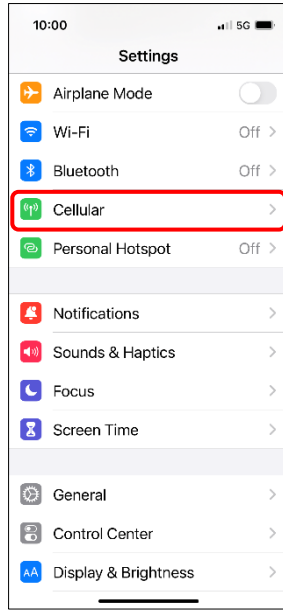 10:00 5G
Settings
Airplane Mode
Wi-Fi Off
Bluetooth Off
Cellular
Personal Hotspot Off
Notifications
Sounds & Haptics
Focus
Screen Time
General
Control Center
AA Display & Brightness